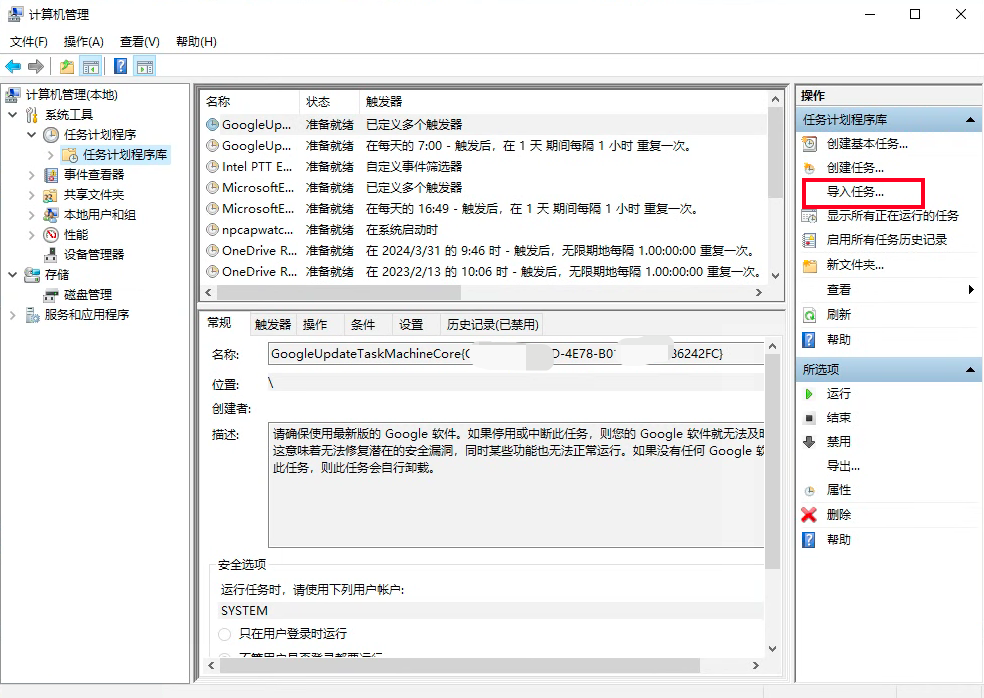 计算机管理
文件(F) 操作(A) 查看(V) 帮助(H)
计算机管理(本地)
系统工具
任务计划程序
任务计划程序库
事件查看器
共享文件夹
本地用户和组
性能
设备管理器
存储
磁盘管理
服务和应用程序
名称 状态 触发器
GoogleUp... 准备就绪 已定义多个触发器
GoogleUp... 准备就绪 在每天的 7:00 - 触发后，在 1 天 期间每隔 1 小时 重复一次。
Intel PTT E... 准备就绪 自定义事件筛选器
MicrosoftE... 准备就绪 已定义多个触发器
MicrosoftE... 准备就绪 在每天的 16:49 - 触发后，在 1 天 期间每隔 1 小时 重复一次。
npcapwatc... 准备就绪 在系统启动时
OneDrive R... 准备就绪 在 2024/3/31 的 9:46 时 - 触发后，无限期地每隔 1.00:00:00 重复一次。
OneDrive R... 准备就绪 在 2023/2/13 的 10:06 时 - 触发后，无限期地每隔 1.00:00:00 重复一次。
常规 触发器 操作 条件 设置 历史记录(已禁用)
名称: GoogleUpdateTaskMachineCore{ D-4E78-B0 36242FC}
位置: \
创建者:
描述: 请确保使用最新版的 Google 软件。如果停用或中断此任务，则您的 Google 软件就无法及
这意味着无法修复潜在的安全漏洞，同时某些功能也无法正常运行。如果没有任何 Google
此任务，则此任务会自行卸载。
安全选项
运行任务时，请使用下列用户帐户:
SYSTEM
只在用户登录时运行
不管用户是否登录都要运行
操作
任务计划程序库
创建基本任务...
创建任务...
导入任务...
显示所有正在运行的任务
启用所有任务历史记录
新文件夹...
查看
刷新
帮助
所选项
运行
结束
禁用
导出...
属性
删除
帮助